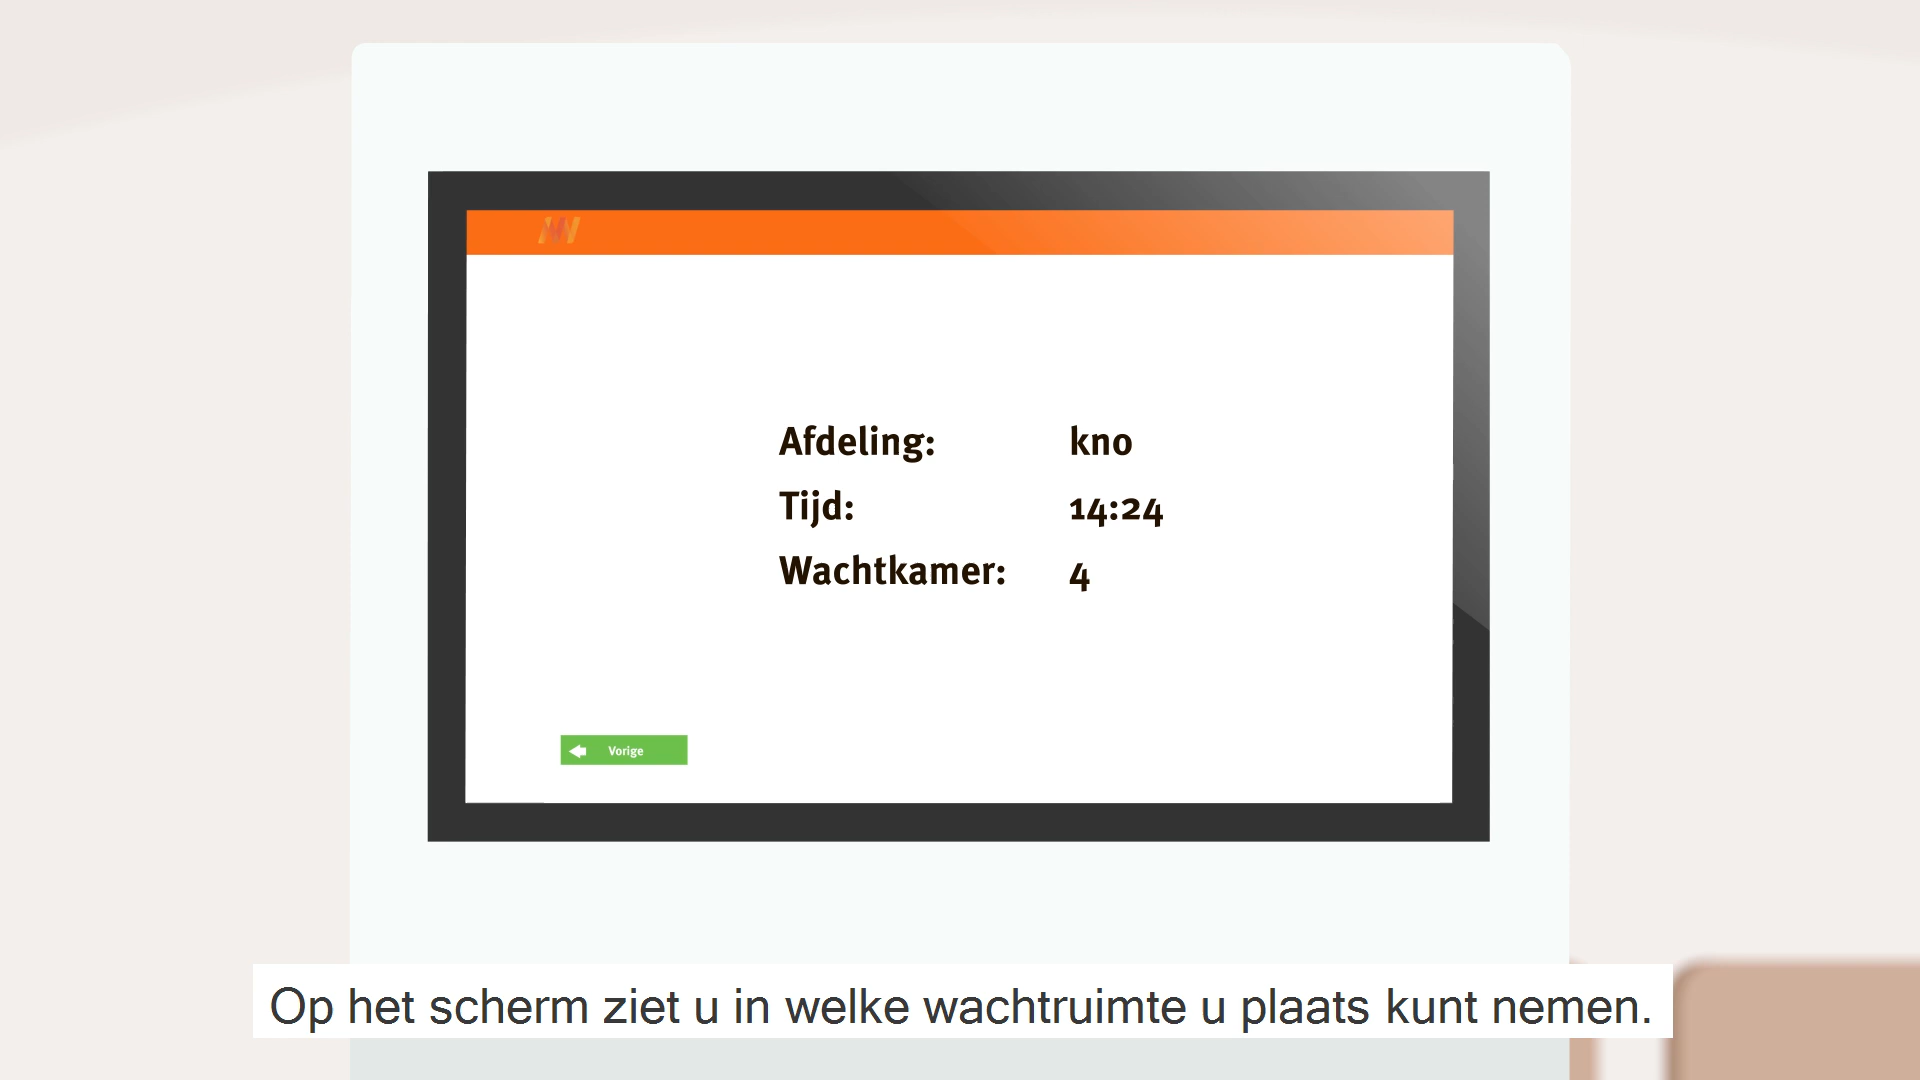 Afdeling: kno
Tijd: 14:24
Wachtkamer: 4
Vorige
Op het scherm ziet u in welke wachtruimte u plaats kunt nemen.